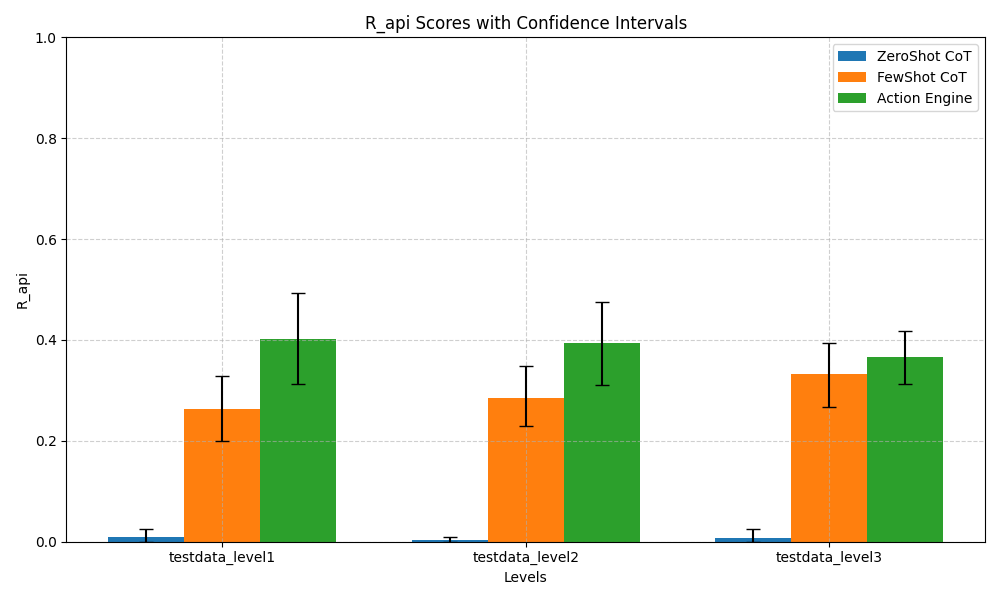 R_api Scores with Confidence Intervals
ZeroShot CoT
FewShot CoT
Action Engine
1.0
0.8
0.6
0.4
0.2
0.0
R_api
testdata_level1 testdata_level2 testdata_level3
Levels